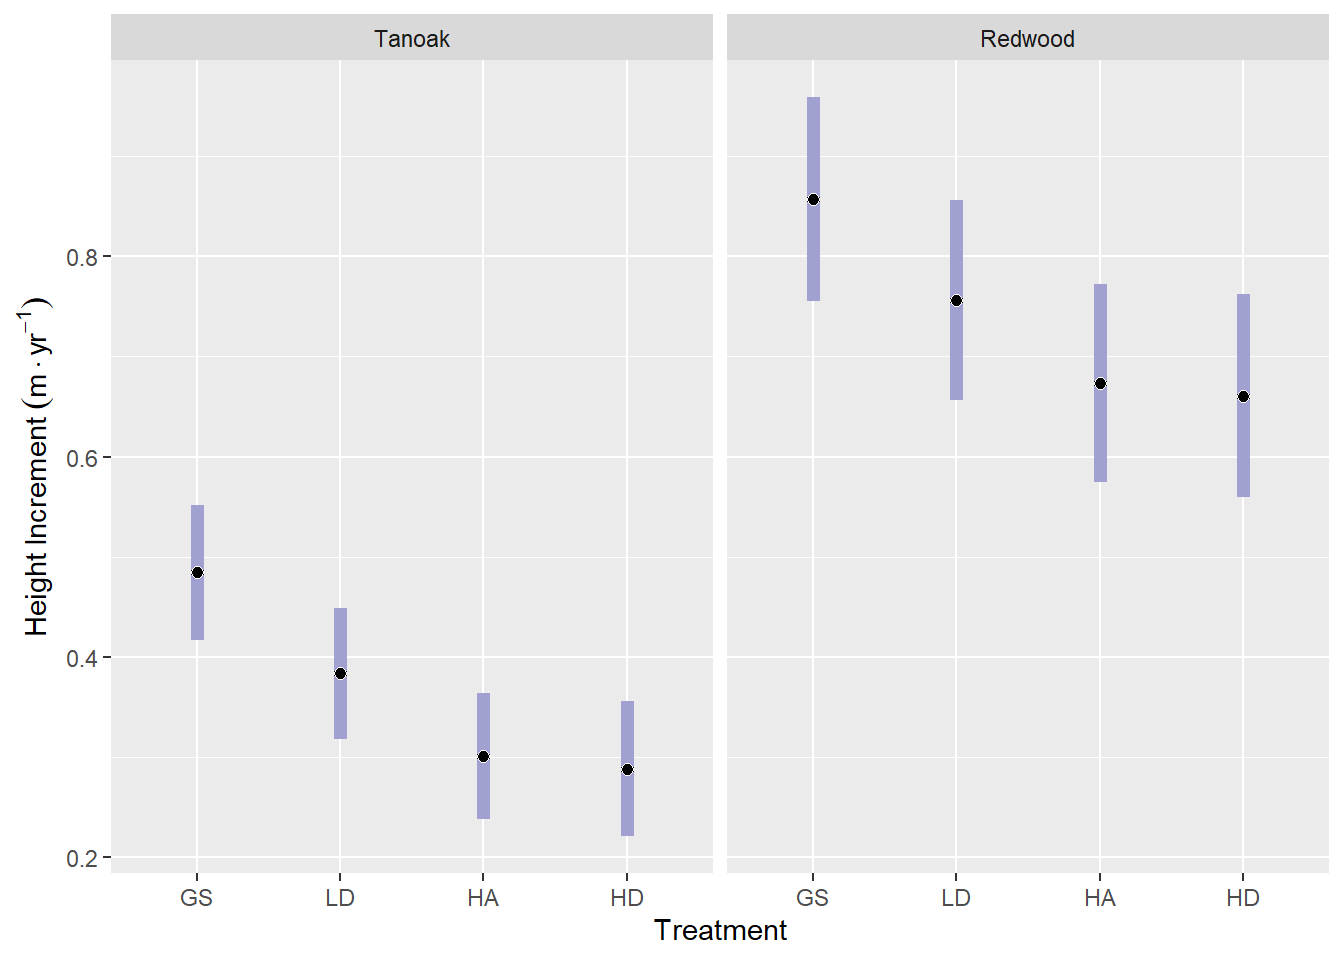 Tanoak
Redwood
Height Increment (m · yr⁻¹)
0.8
0.6
0.4
0.2
GS LD HA HD
GS LD HA HD
Treatment